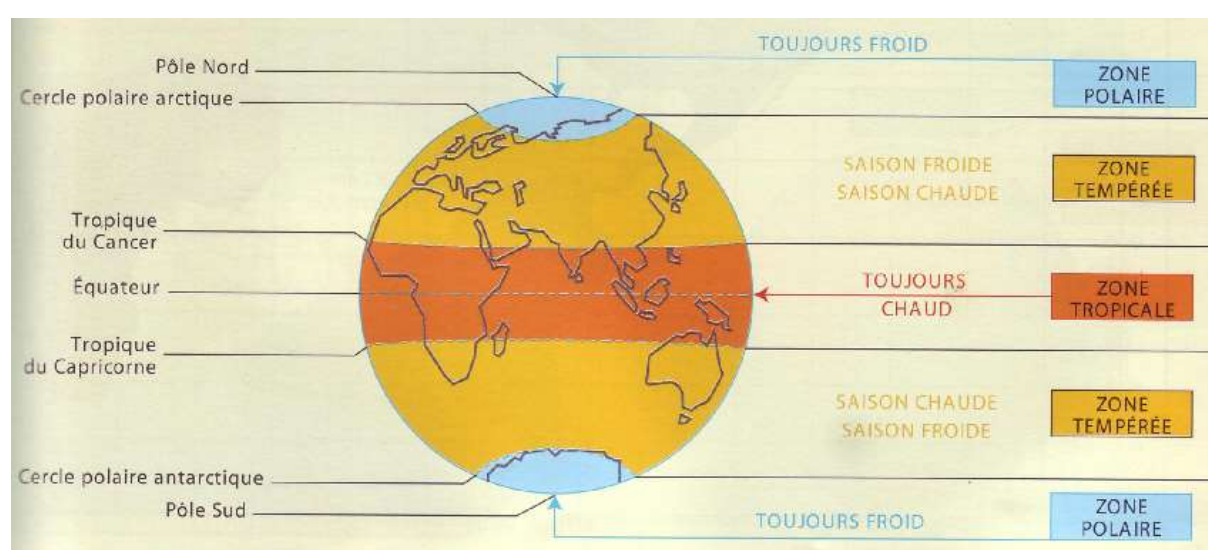 Pôle Nord
Cercle polaire arctique
Tropique
du Cancer
Équateur
Tropique
du Capricorne
Cercle polaire antarctique
Pôle Sud
TOUJOURS FROID
ZONE
POLAIRE
SAISON FROIDE
SAISON CHAUDE
ZONE
TEMPÉRÉE
TOUJOURS
CHAUD
ZONE
TROPICALE
SAISON CHAUDE
SAISON FROIDE
ZONE
TEMPÉRÉE
TOUJOURS FROID
ZONE
POLAIRE